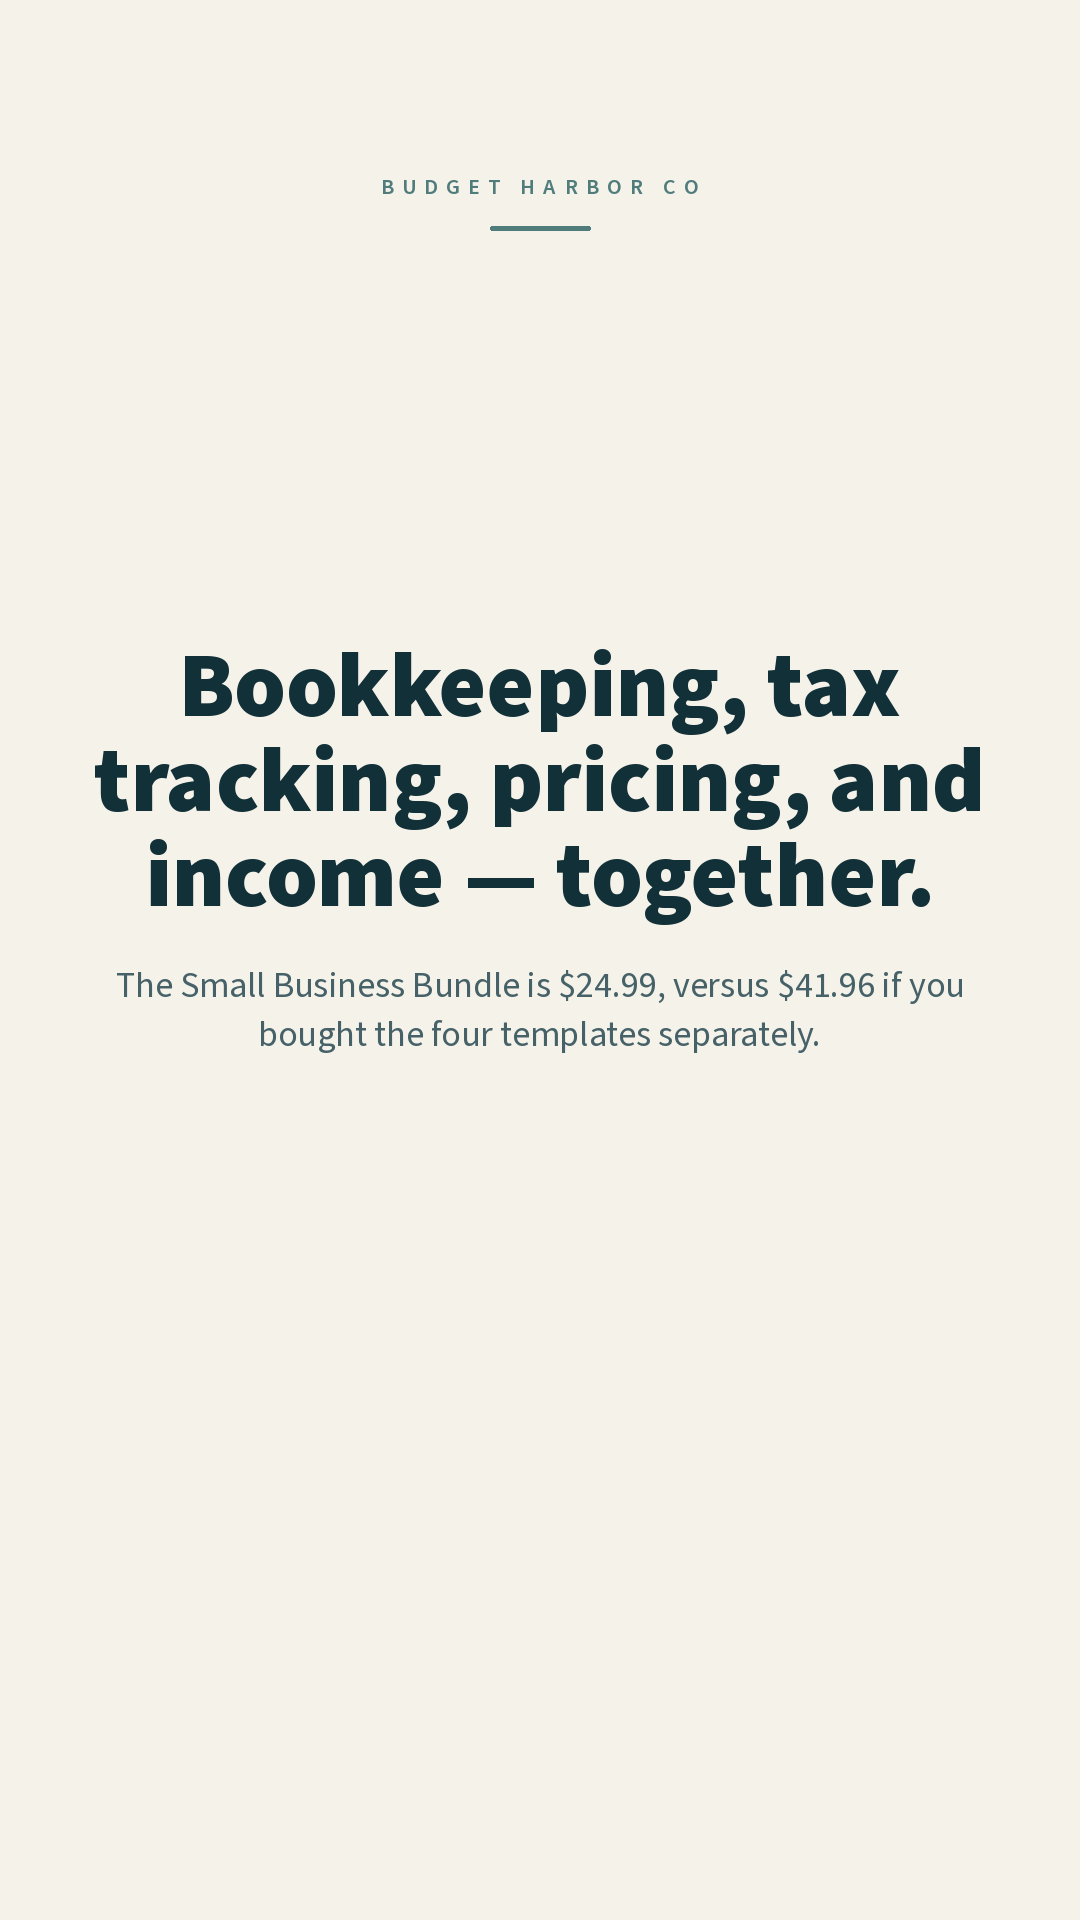 BUDGET HARBOR CO
Bookkeeping, tax
tracking, pricing, and
income — together.
The Small Business Bundle is $24.99, versus $41.96 if you
bought the four templates separately.